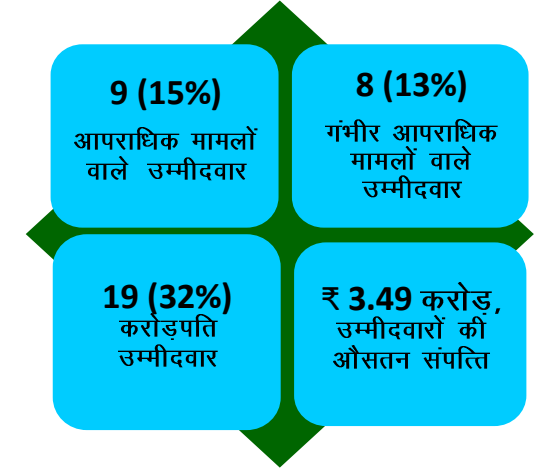 9 (15%)
आपराधिक मामलों
वाले उम्मीदवार
8 (13%)
गंभीर आपराधिक
मामलों वाले
उम्मीदवार
19 (32%)
करोड़पति
उम्मीदवार
₹ 3.49 करोड़,
उम्मीदवारों की
औसतन संपत्ति